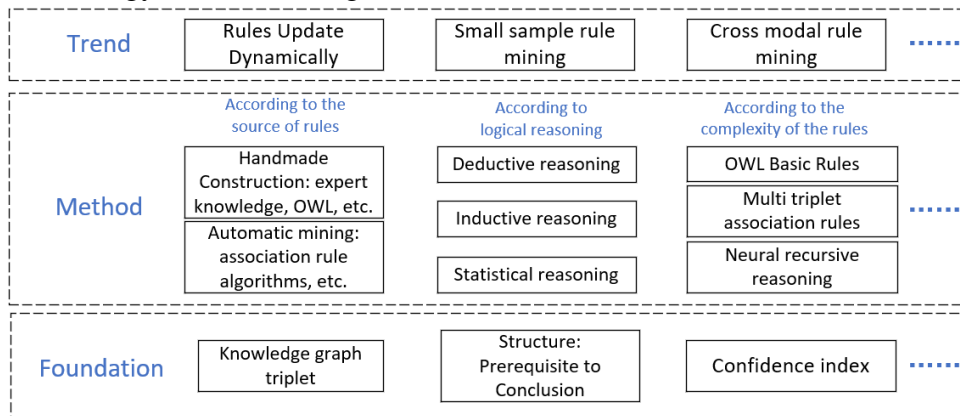 Trend
Rules Update
Dynamically
Small sample rule
mining
Cross modal rule
mining
Method
According to the
source of rules
Handmade
Construction: expert
knowledge, OWL, etc.
Automatic mining:
association rule
algorithms, etc.
According to
logical reasoning
Deductive reasoning
Inductive reasoning
Statistical reasoning
According to the
complexity of the rules
OWL Basic Rules
Multi triplet
association rules
Neural recursive
reasoning
Foundation
Knowledge graph
triplet
Structure:
Prerequisite to
Conclusion
Confidence index